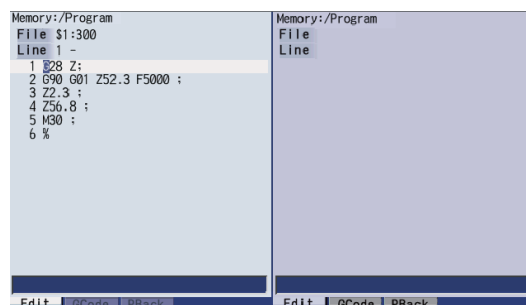 Memory:/Program
File $1:300
Line 1 -
1 G28 Z;
2 G90 G01 Z52.3 F5000 ;
3 Z2.3 ;
4 Z56.8 ;
5 M30 ;
6 %
Edit GCode PBack
Memory:/Program
File
Line
Edit GCode PBack